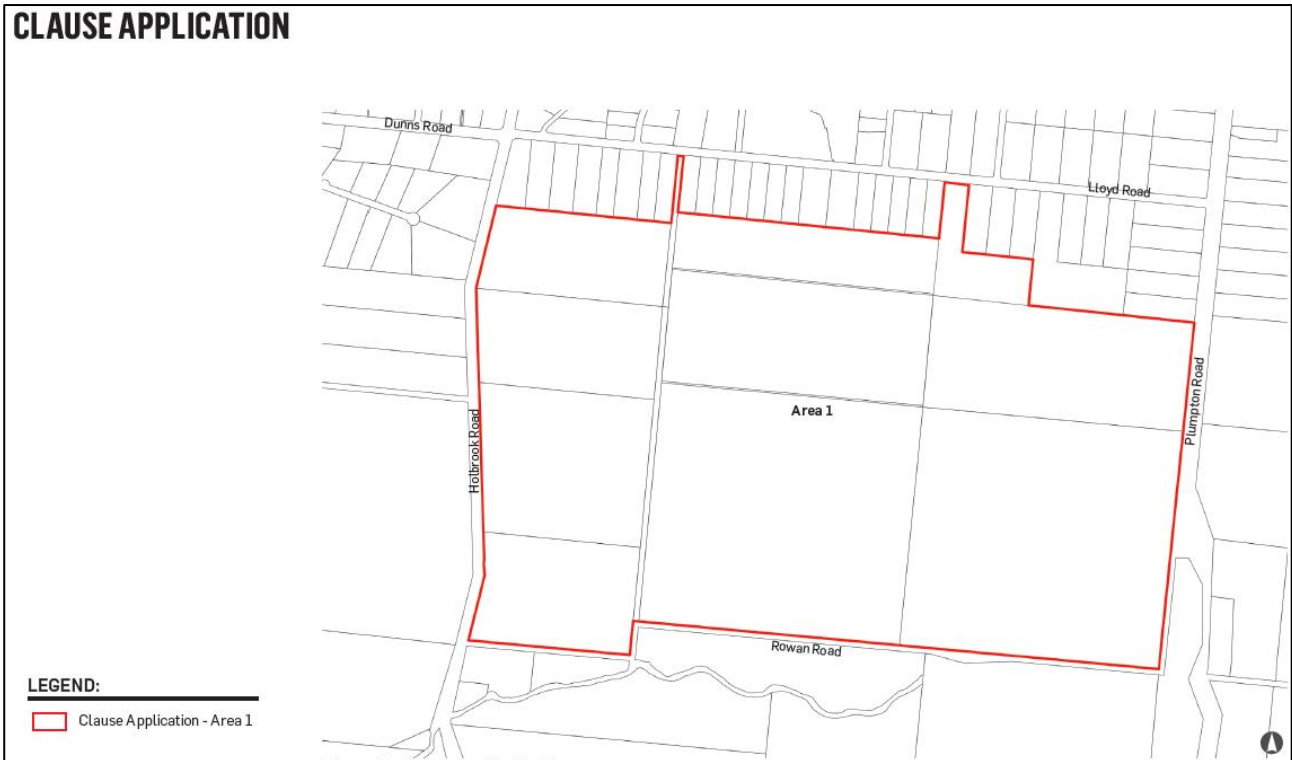 CLAUSE APPLICATION
Dunns Road
Lloyd Road
Plumpton Road
Area 1
Holbrook Road
Rowan Road
LEGEND:
Clause Application - Area 1